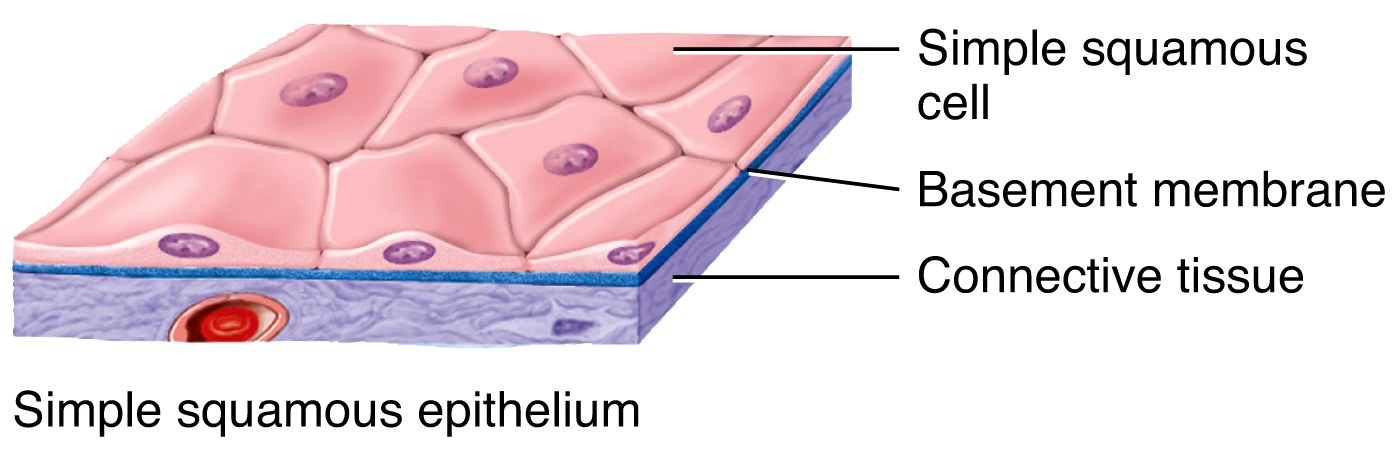 Simple squamous
cell
Basement membrane
Connective tissue
Simple squamous epithelium